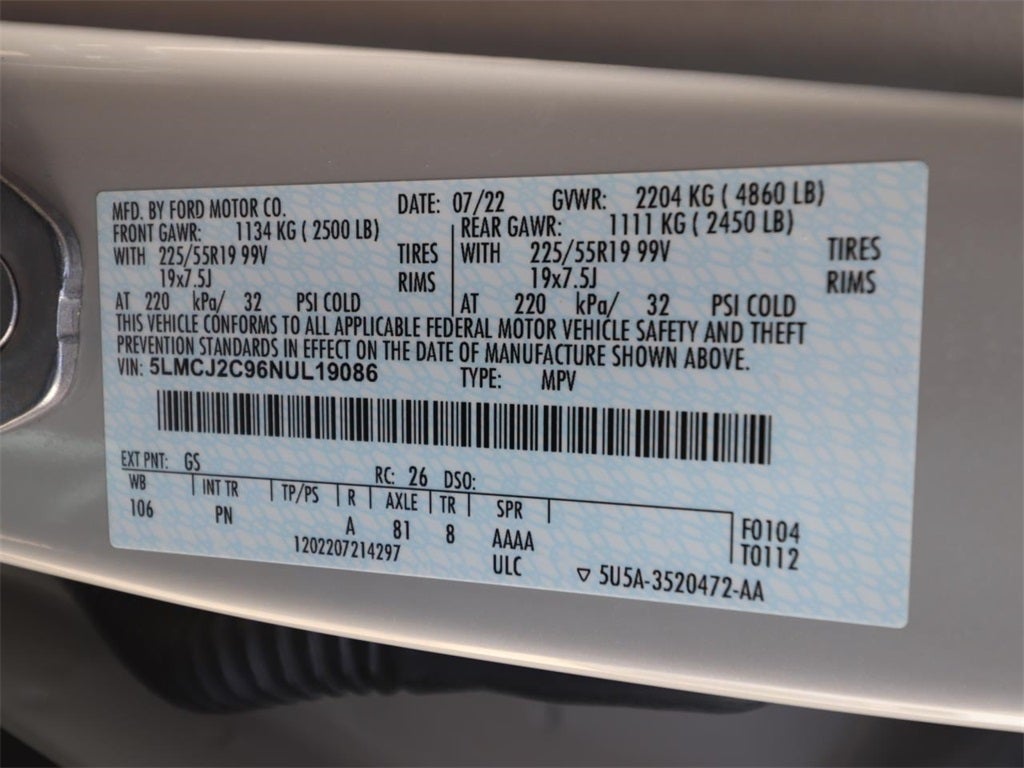 MFD. BY FORD MOTOR CO. DATE: 07/22 GVWR: 2204 KG ( 4860 LB)
FRONT GAWR: 1134 KG ( 2500 LB) REAR GAWR: 1111 KG ( 2450 LB)
WITH 225/55R19 99V TIRES WITH 225/55R19 99V TIRES
19x7.5J RIMS 19x7.5J RIMS
AT 220 kPa/ 32 PSI COLD AT 220 kPa/ 32 PSI COLD
THIS VEHICLE CONFORMS TO ALL APPLICABLE FEDERAL MOTOR VEHICLE SAFETY AND THEFT
PREVENTION STANDARDS IN EFFECT ON THE DATE OF MANUFACTURE SHOWN ABOVE.
VIN: 5LMCJ2C96NUL19086 TYPE: MPV
EXT PNT: GS RC: 26 DSO:
WB INT TR TP/PS R AXLE TR SPR
106 PN A 81 8 AAAA F0104
1202207214297 ULC T0112
▽ 5U5A-3520472-AA